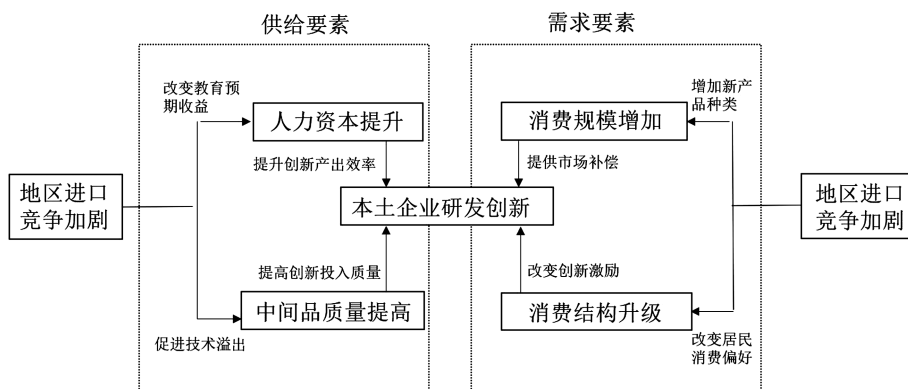 供给要素
需求要素
改变教育预
期收益
人力资本提升
消费规模增加
增加新产
品种类
提升创新产出效率
提供市场补偿
地区进口
竞争加剧
本土企业研发创新
地区进口
竞争加剧
提高创新投入质量
改变创新激励
中间品质量提高
消费结构升级
促进技术溢出
改变居民
消费偏好